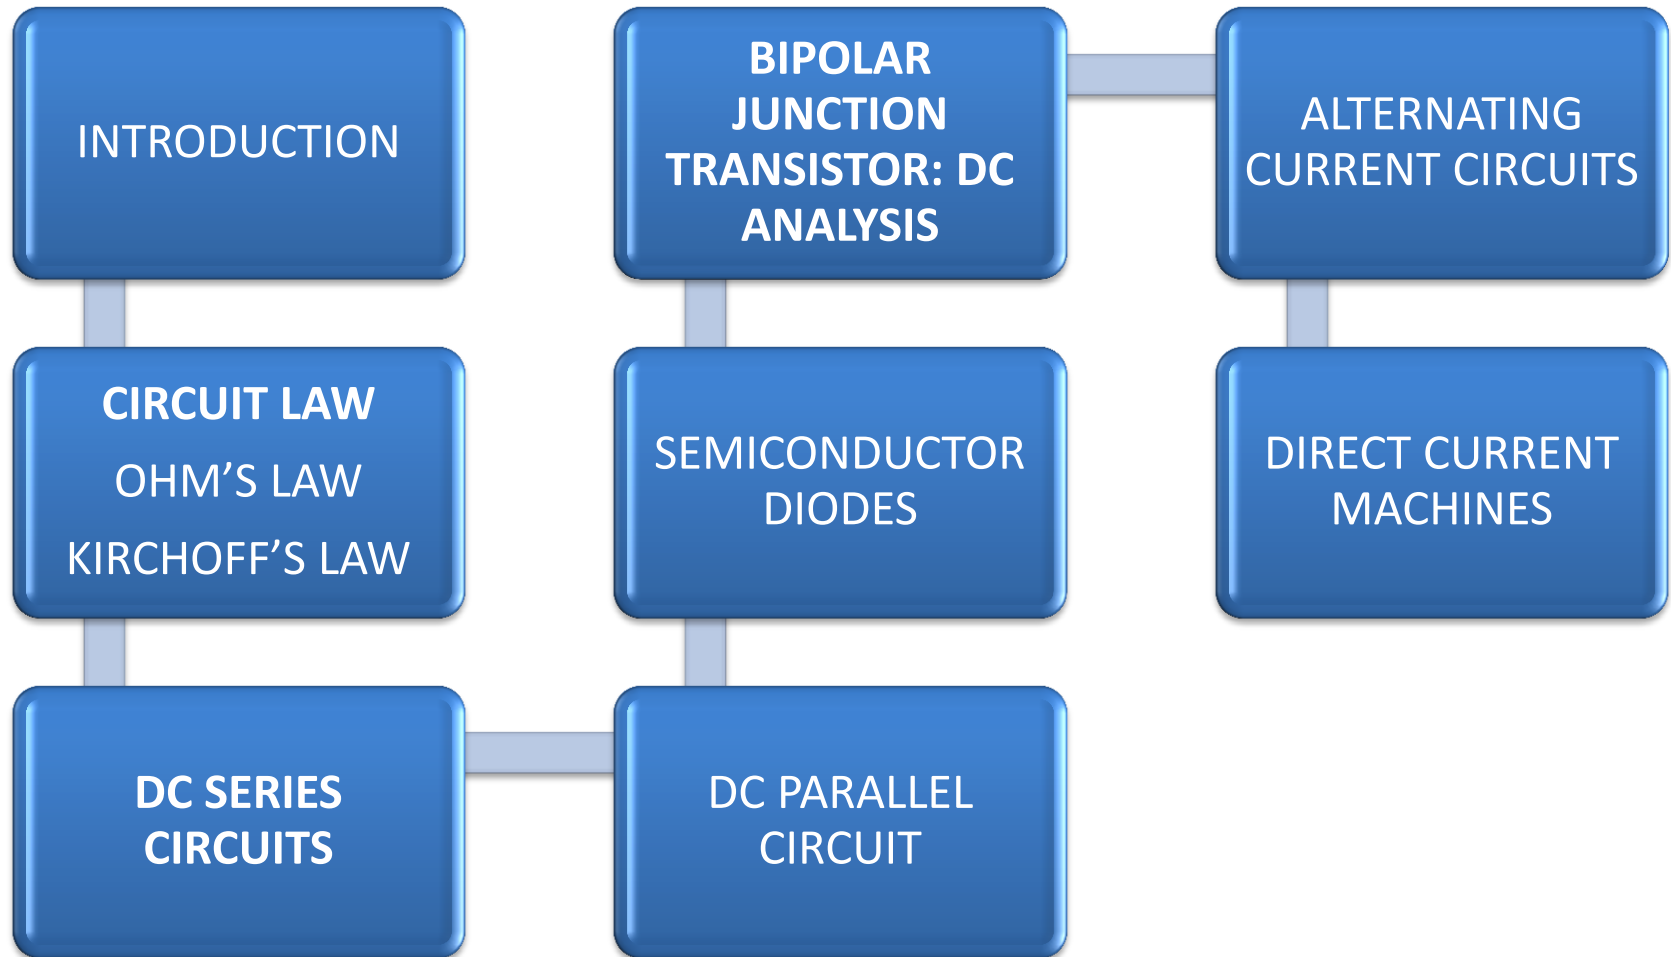 INTRODUCTION
CIRCUIT LAW
OHM’S LAW
KIRCHOFF’S LAW
DC SERIES
CIRCUITS
DC PARALLEL
CIRCUIT
SEMICONDUCTOR
DIODES
BIPOLAR
JUNCTION
TRANSISTOR: DC
ANALYSIS
ALTERNATING
CURRENT CIRCUITS
DIRECT CURRENT
MACHINES